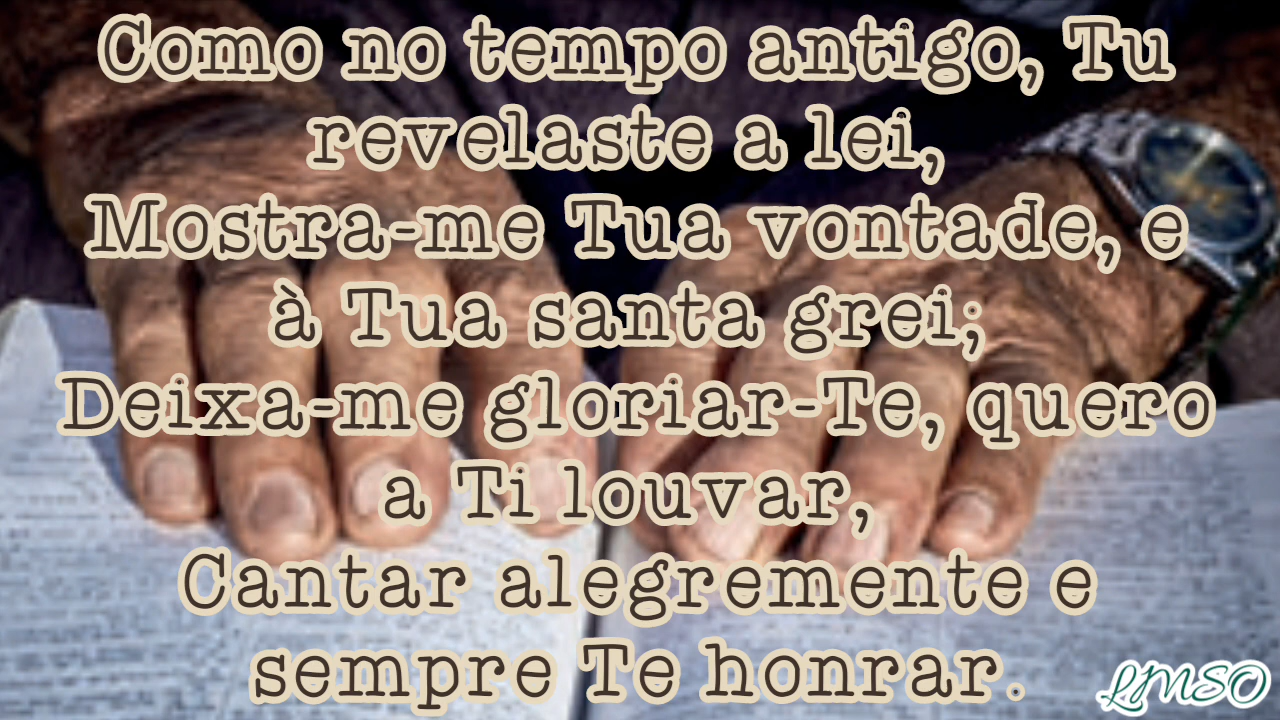 Como no tempo antigo, Tu
revelaste a lei,
Mostra-me Tua vontade, e
à Tua santa grei;
Deixa-me gloriar-Te, quero
a Ti louvar,
Cantar alegremente e
sempre Te honrar.
LMSO